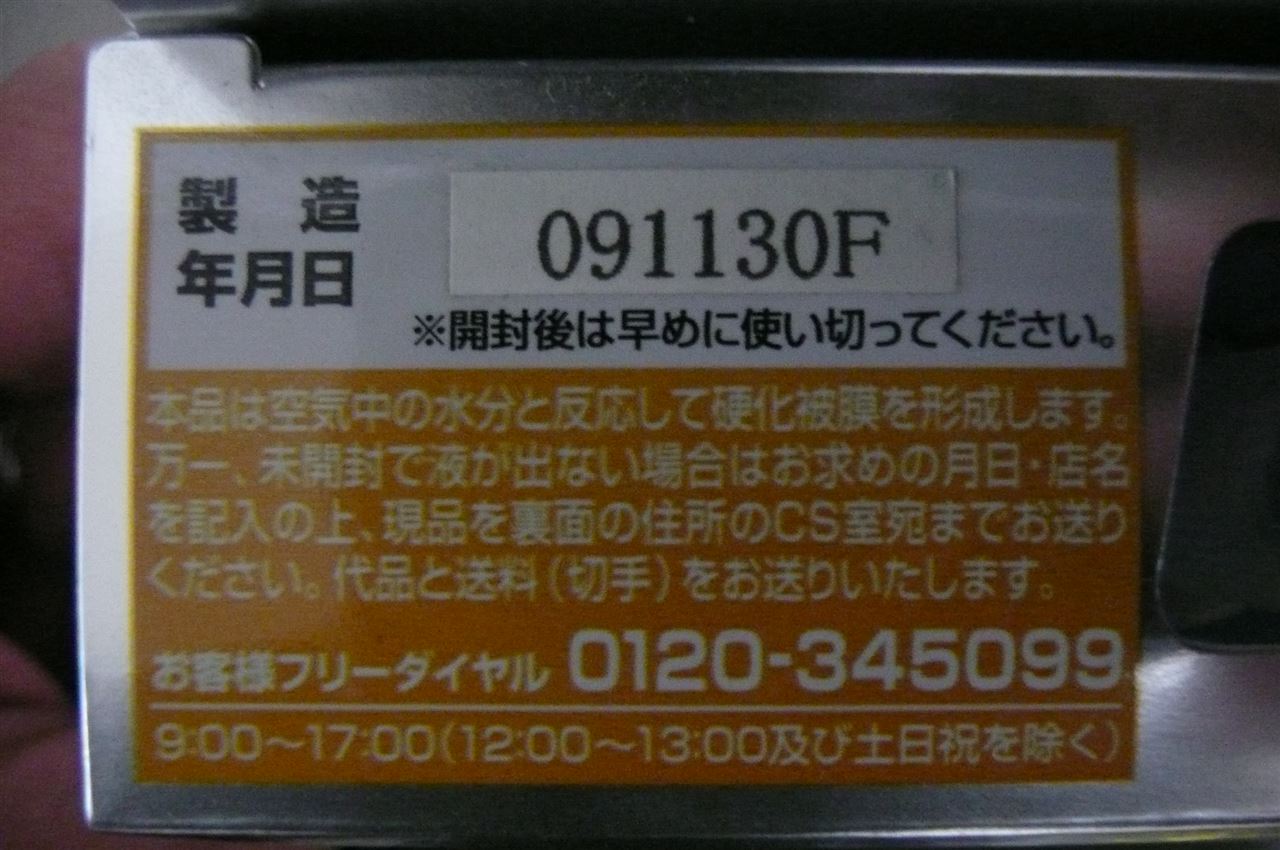 製造
年月日
091130F
※開封後は早めに使い切ってください。
本品は空気中の水分と反応して硬化被膜を形成します。
万一、未開封で液が出ない場合はお求めの月日・店名
を記入の上、現品を裏面の住所のCS室宛までお送り
ください。代品と送料(切手)をお送りいたします。
お客様フリーダイヤル 0120-345099
9:00～17:00(12:00～13:00及び土日祝を除く)